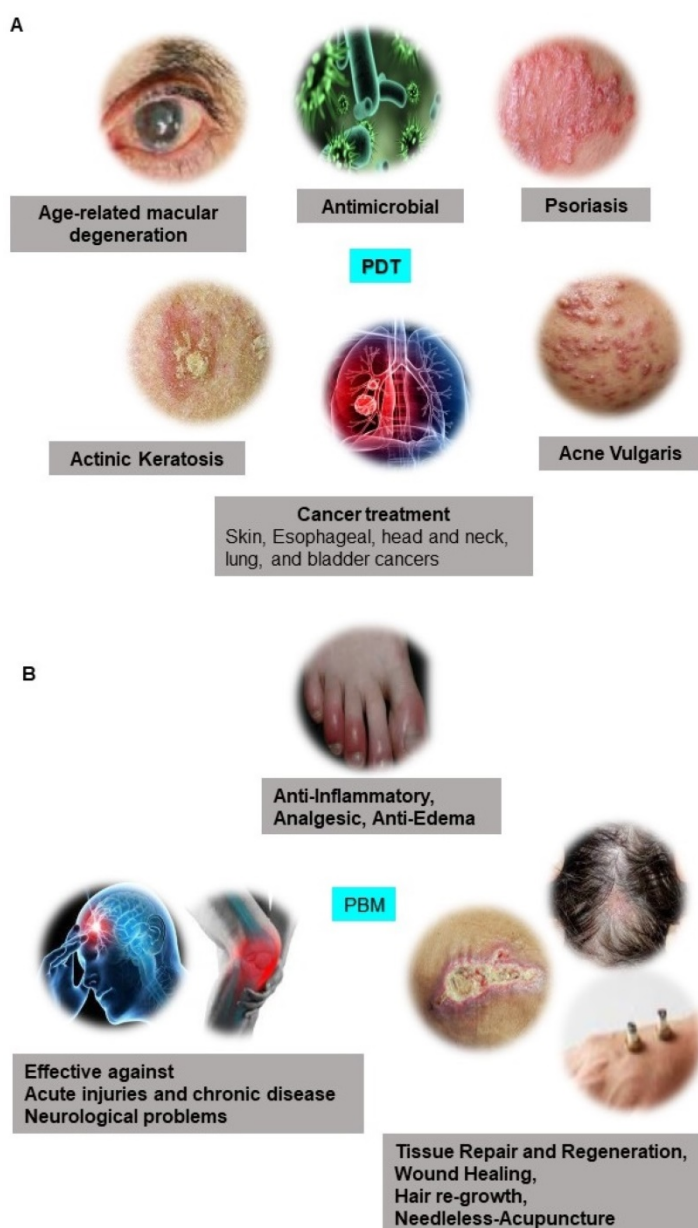 A
Age-related macular
degeneration
Antimicrobial
Psoriasis
PDT
Actinic Keratosis
Acne Vulgaris
Cancer treatment
Skin, Esophageal, head and neck,
lung, and bladder cancers
B
Anti-Inflammatory,
Analgesic, Anti-Edema
PBM
Effective against
Acute injuries and chronic disease
Neurological problems
Tissue Repair and Regeneration,
Wound Healing,
Hair re-growth,
Needleless-Acupuncture